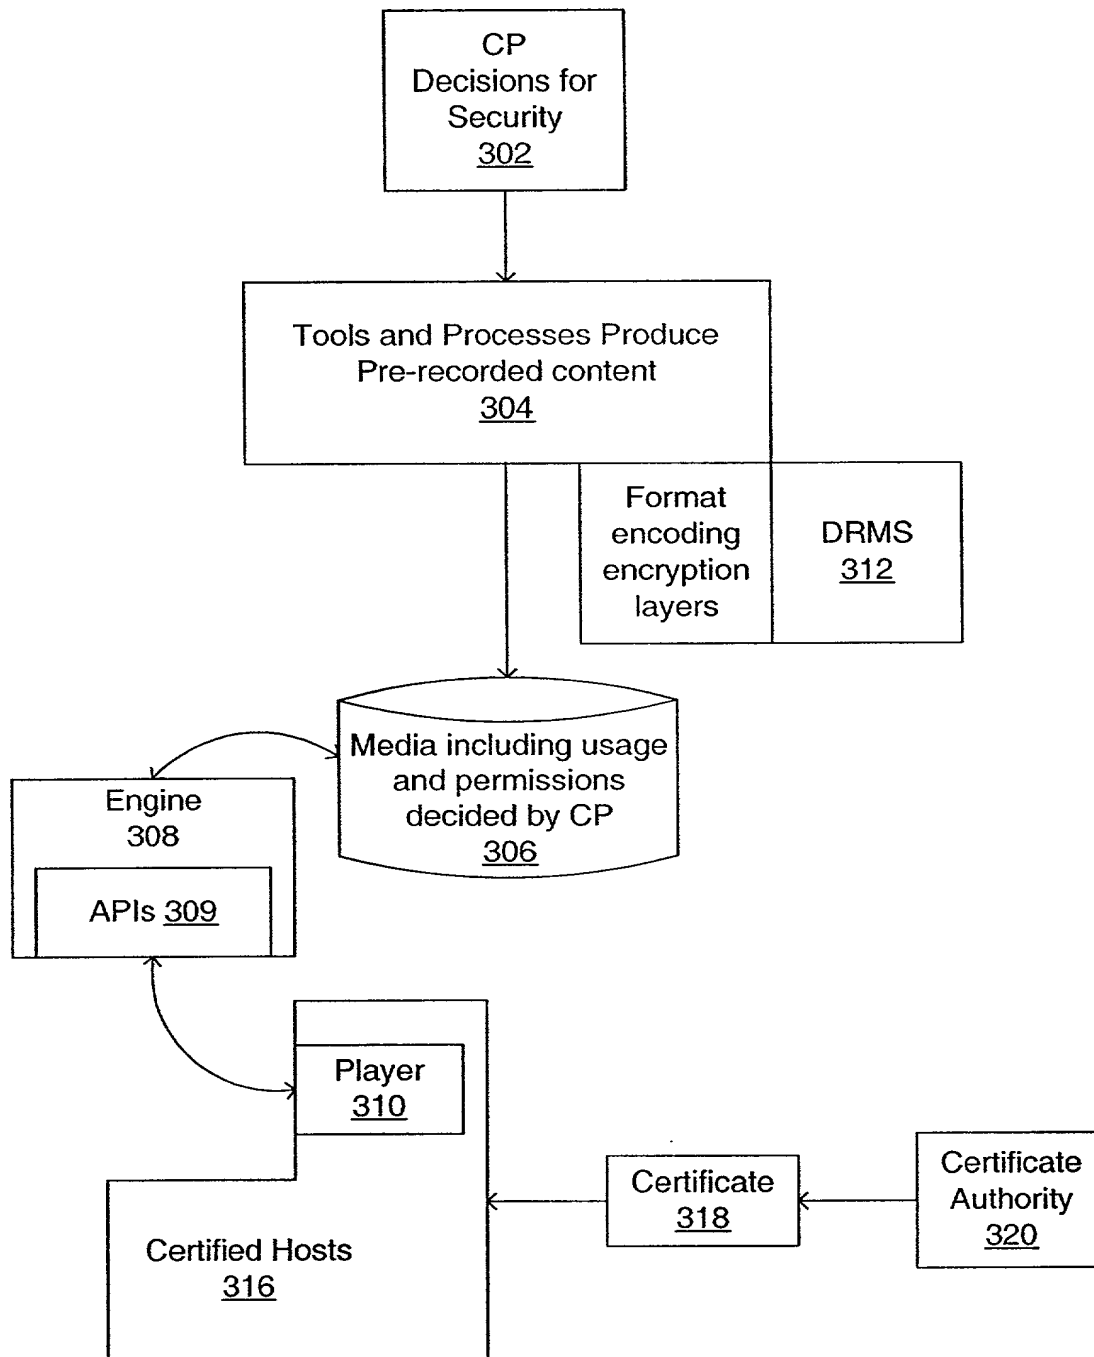 CP
Decisions for
Security
302
Tools and Processes Produce
Pre-recorded content
304
Format
encoding
encryption
layers
DRMS
312
Media including usage
and permissions
decided by CP
306
Engine
308
APIs 309
Player
310
Certificate
318
Certificate
Authority
320
Certified Hosts
316